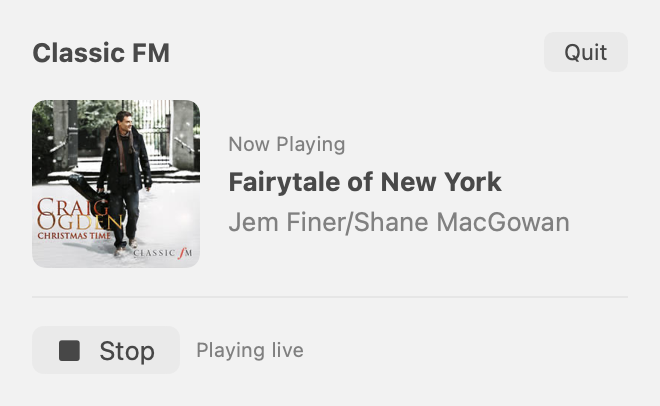 Classic FM
Quit
CRAIG
OGDEN
CHRISTMAS TIME
CLASSIC fM
Now Playing
Fairytale of New York
Jem Finer/Shane MacGowan
Stop
Playing live